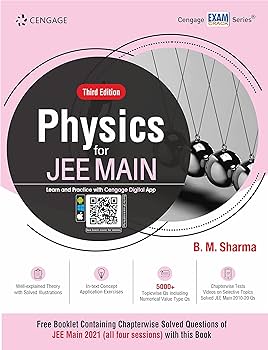 CENGAGE
Cengage EXAM CRACK Series®
Third Edition
Physics
for
JEE MAIN
Learn and Practice with Cengage Digital App
B. M. Sharma
Well-explained Theory
with Solved Illustrations
In-text Concept
Application Exercises
5000+
Topicwise Qs including
Numerical Value Type Qs
Chapterwise Tests
Videos on Selective Topics
Solved JEE Main 2010-20 Qs
Free Booklet Containing Chapterwise Solved Questions of
JEE Main 2021 (all four sessions) with this Book